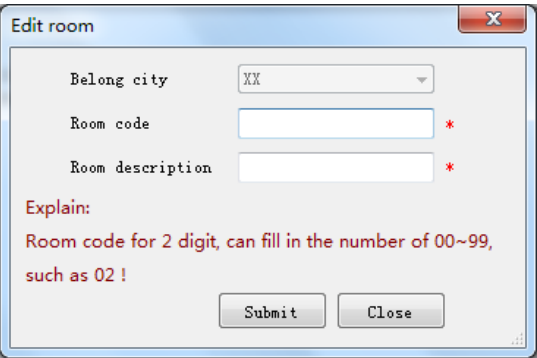 Edit room
Belong city XX
Room code *
Room description *
Explain:
Room code for 2 digit, can fill in the number of 00~99,
such as 02 !
Submit Close